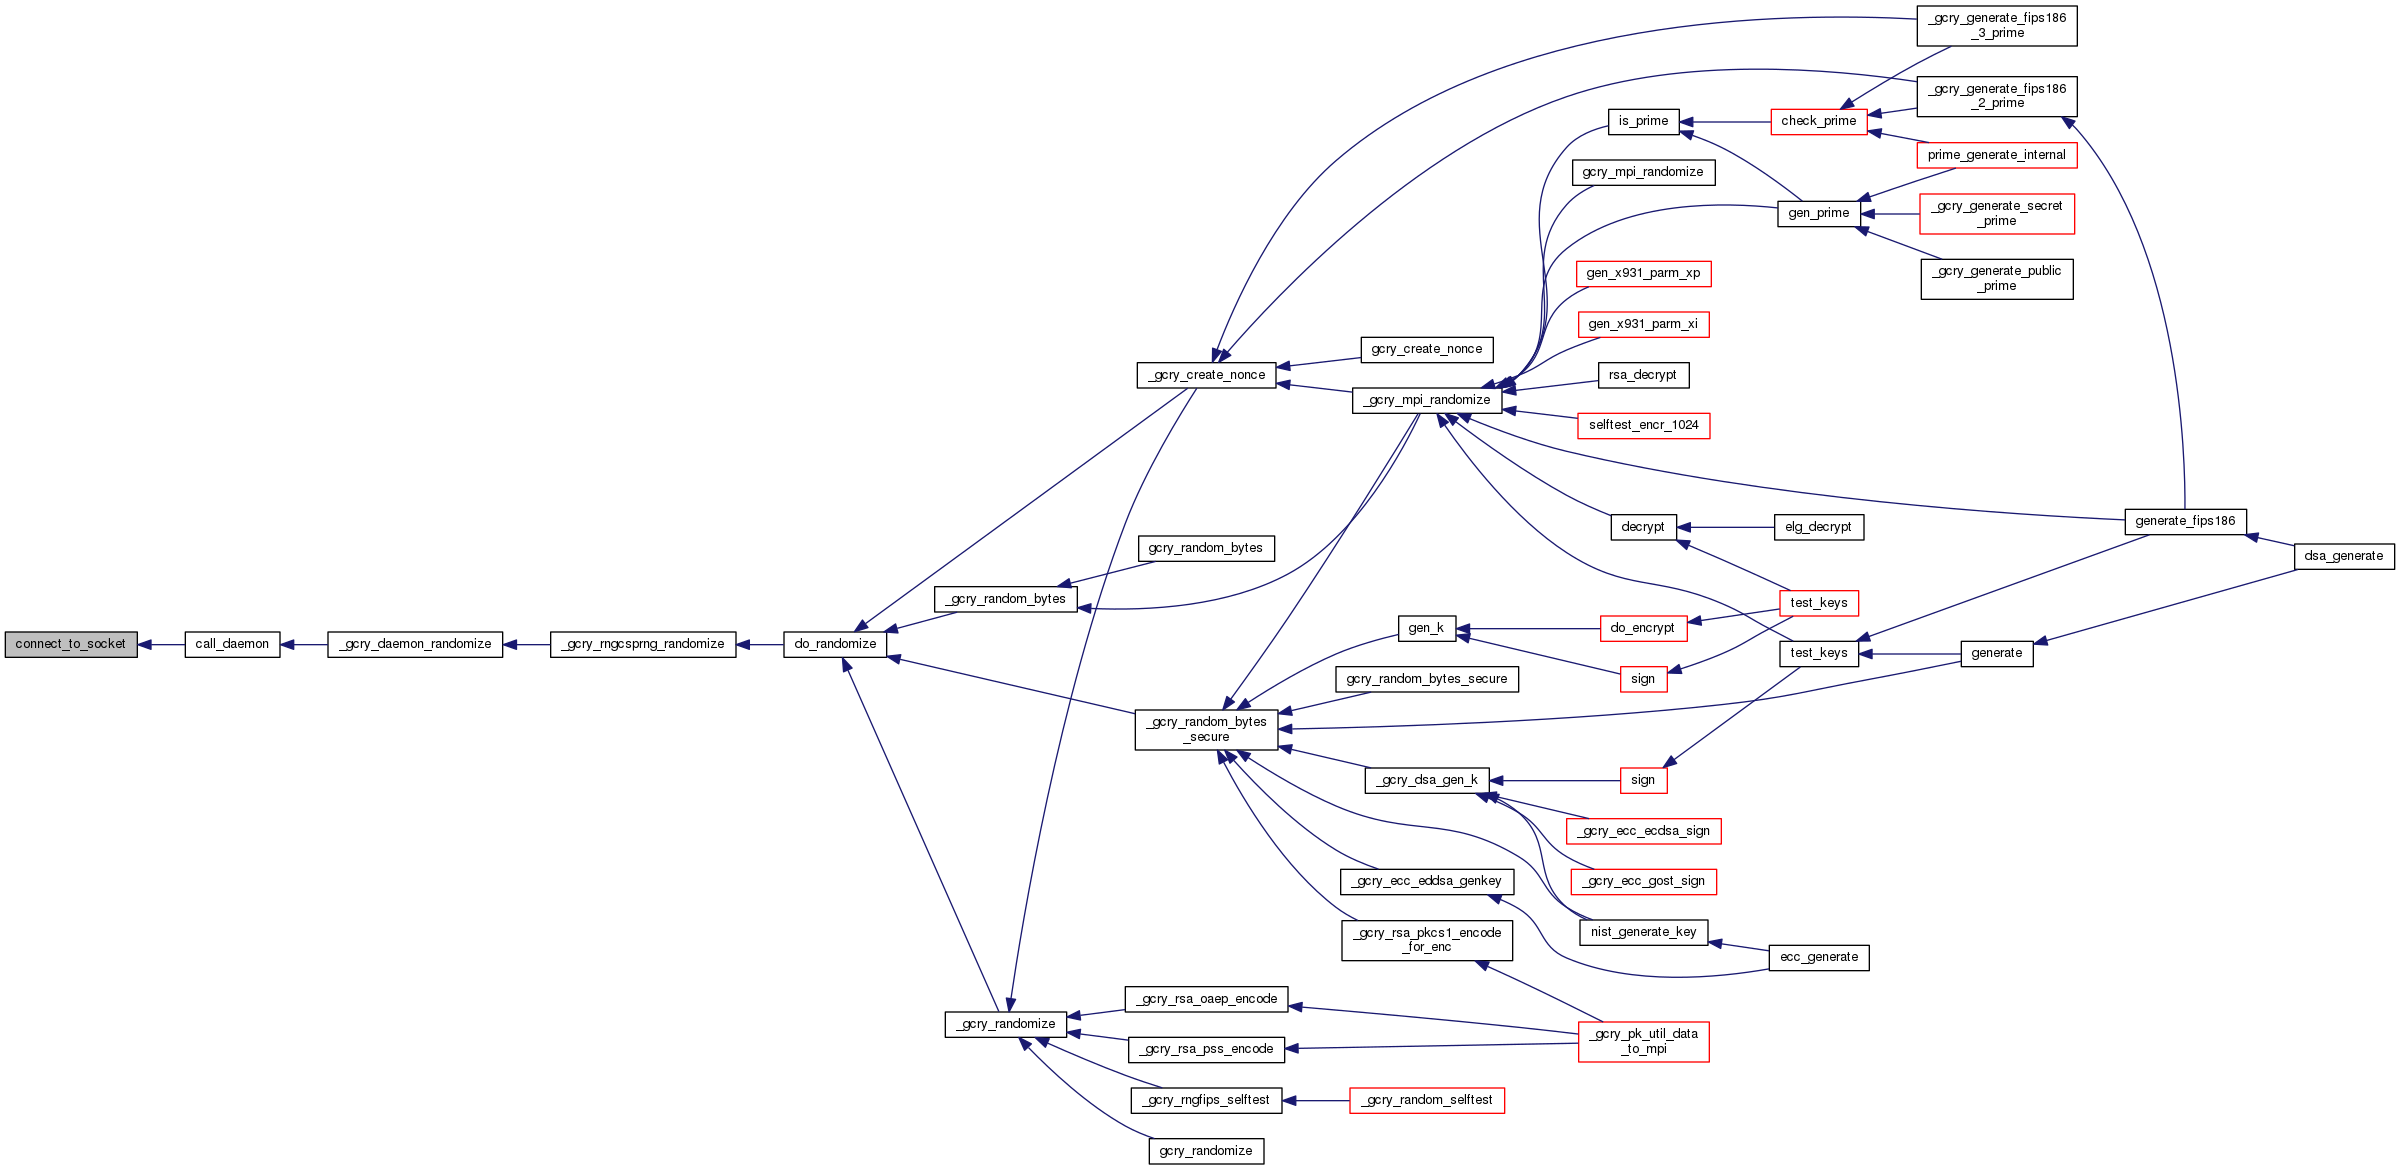 connect_to_socket
call_daemon
_gcry_daemon_randomize
_gcry_rngcsprng_randomize
do_randomize
_gcry_random_bytes
_gcry_randomize
_gcry_create_nonce
gcry_random_bytes
_gcry_random_bytes
_secure
_gcry_rsa_oaep_encode
_gcry_rsa_pss_encode
_gcry_rngfips_selftest
gcry_randomize
gcry_create_nonce
_gcry_mpi_randomize
gen_k
gcry_random_bytes_secure
_gcry_dsa_gen_k
_gcry_ecc_eddsa_genkey
_gcry_rsa_pkcs1_encode
_for_enc
_gcry_random_selftest
is_prime
gcry_mpi_randomize
gen_x931_parm_xp
gen_x931_parm_xi
rsa_decrypt
selftest_encr_1024
decrypt
do_encrypt
sign
sign
_gcry_ecc_ecdsa_sign
_gcry_ecc_gost_sign
nist_generate_key
_gcry_pk_util_data
_to_mpi
check_prime
gen_prime
elg_decrypt
test_keys
test_keys
ecc_generate
_gcry_generate_fips186
_3_prime
_gcry_generate_fips186
_2_prime
prime_generate_internal
_gcry_generate_secret
_prime
_gcry_generate_public
_prime
generate
generate_fips186
dsa_generate